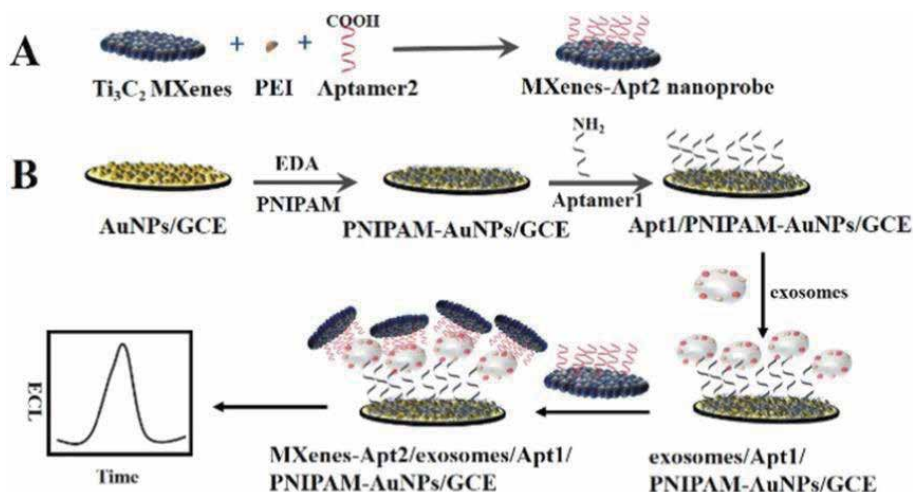 A
COOH
Ti₃C₂ MXenes + PEI + Aptamer2
MXenes-Apt2 nanoprobe
B
EDA
PNIPAM
NH₂
Aptamer1
AuNPs/GCE
PNIPAM-AuNPs/GCE
Apt1/PNIPAM-AuNPs/GCE
exosomes
ECL
Time
MXenes-Apt2/exosomes/Apt1/
PNIPAM-AuNPs/GCE
exosomes/Apt1/
PNIPAM-AuNPs/GCE